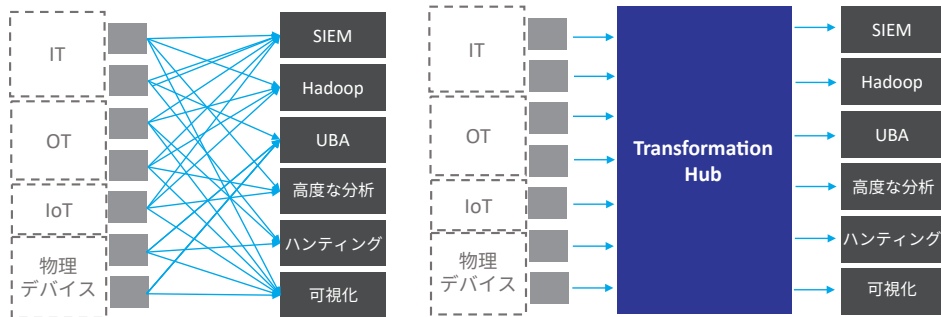 IT
OT
IoT
物理
デバイス
SIEM
Hadoop
UBA
高度な分析
ハンティング
可視化
IT
OT
IoT
物理
デバイス
Transformation
Hub
SIEM
Hadoop
UBA
高度な分析
ハンティング
可視化